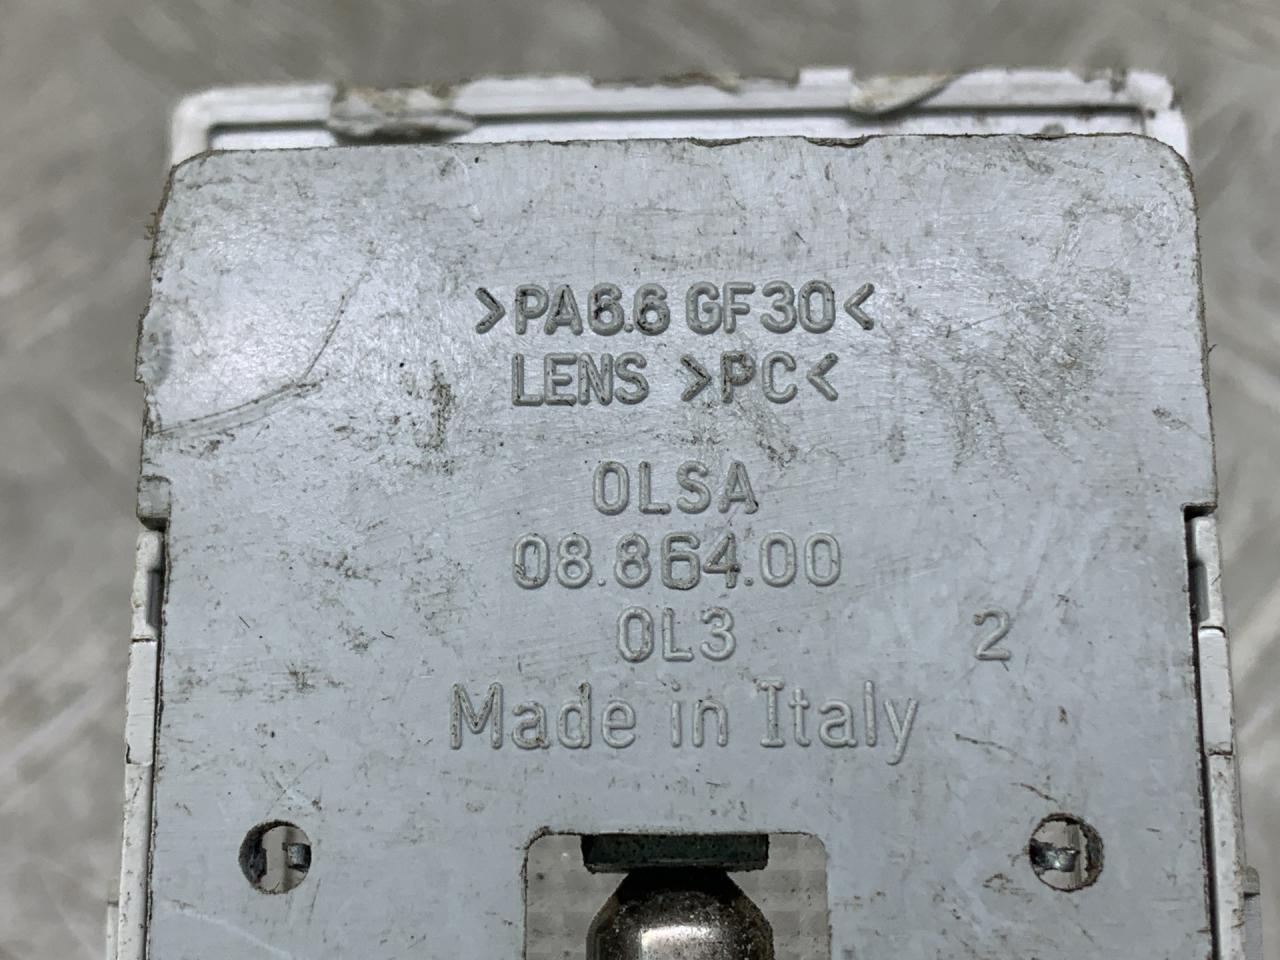 >PA6.6 GF30<
LENS >PC<
OLSA
08.864.00
OL3 2
Made in Italy